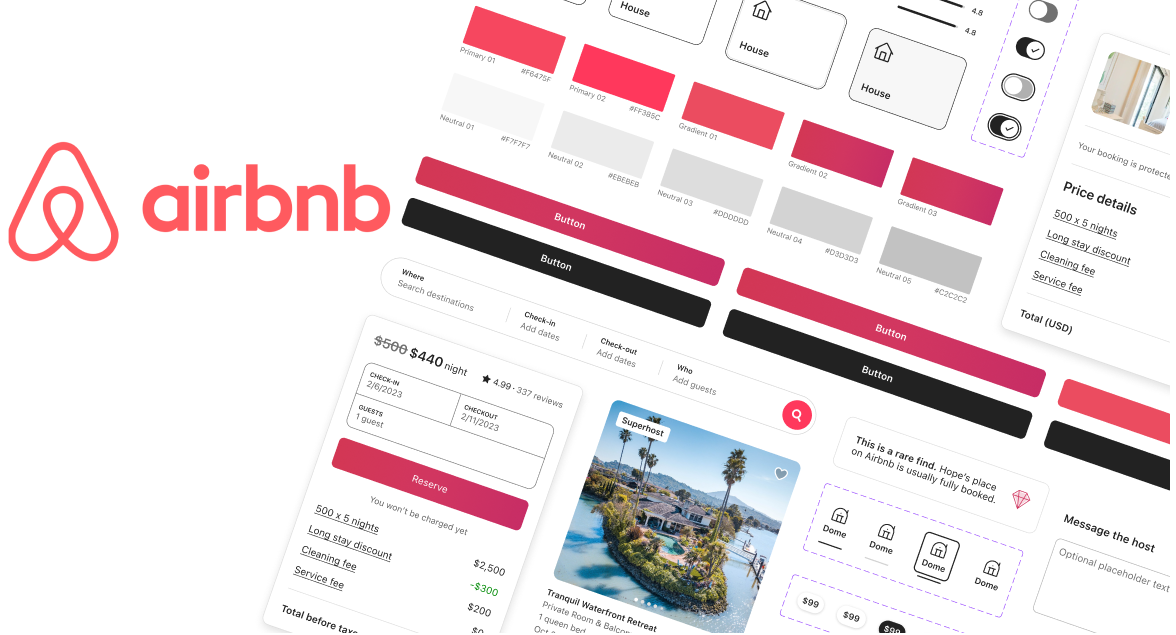 airbnb
House
House
House
4.8
4.8
Primary 01
#F6475F
Primary 02
#FF385C
Gradient 01
Gradient 02
Gradient 03
Neutral 01
#F7F7F7
Neutral 02
#EBEBEB
Neutral 03
#DDDDDD
Neutral 04
#D3D3D3
Neutral 05
#C2C2C2
Button
Button
Button
Button
Where
Search destinations
Check-in
Add dates
Check-out
Add dates
Who
Add guests
Your booking is protecte
Price details
500 x 5 nights
Long stay discount
Cleaning fee
Service fee
Total (USD)
$500 $440 night
4.99 · 337 reviews
CHECK-IN
2/6/2023
CHECKOUT
2/11/2023
GUESTS
1 guest
Reserve
You won't be charged yet
500 x 5 nights
$2,500
Long stay discount
-$300
Cleaning fee
$200
Service fee
$0
Total before taxe
Superhost
Tranquil Waterfront Retreat
Private Room & Balcon
1 queen bed
Oct
This is a rare find. Hope's place
on Airbnb is usually fully booked.
Dome
Dome
Dome
Dome
$99
$99
$99
Message the host
Optional placeholder text